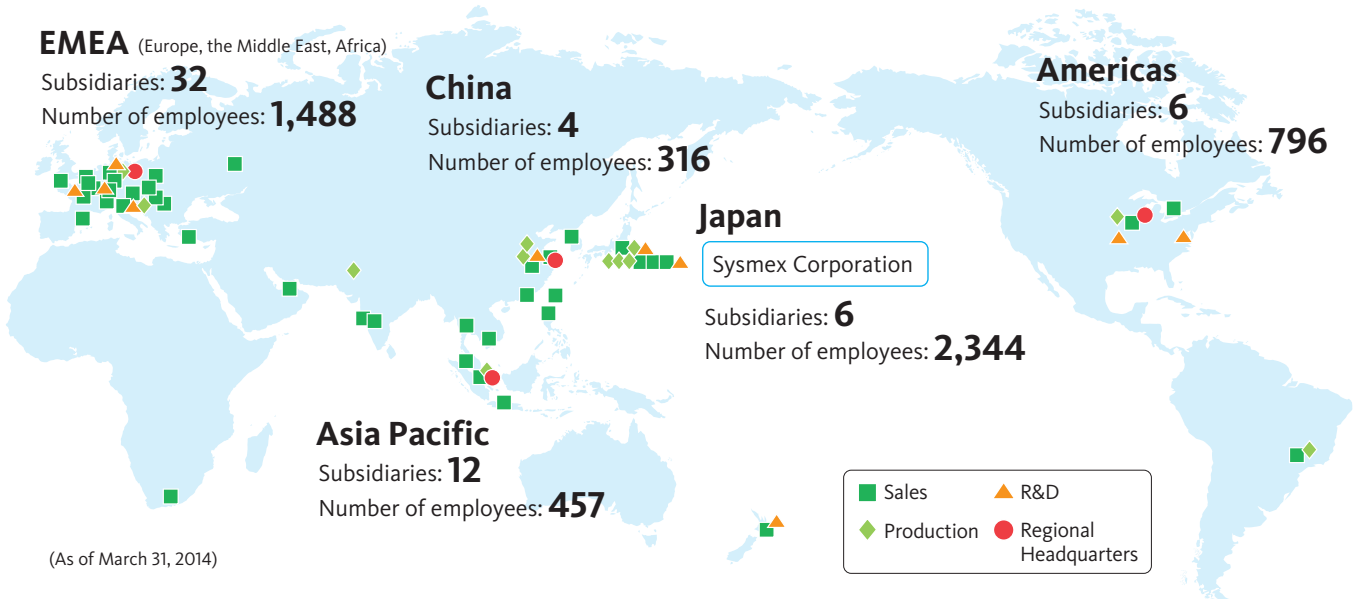 EMEA (Europe, the Middle East, Africa)
Subsidiaries: 32
Number of employees: 1,488
China
Subsidiaries: 4
Number of employees: 316
Americas
Subsidiaries: 6
Number of employees: 796
Japan
Sysmex Corporation
Subsidiaries: 6
Number of employees: 2,344
Asia Pacific
Subsidiaries: 12
Number of employees: 457
Sales
R&D
Production
Regional
Headquarters
(As of March 31, 2014)